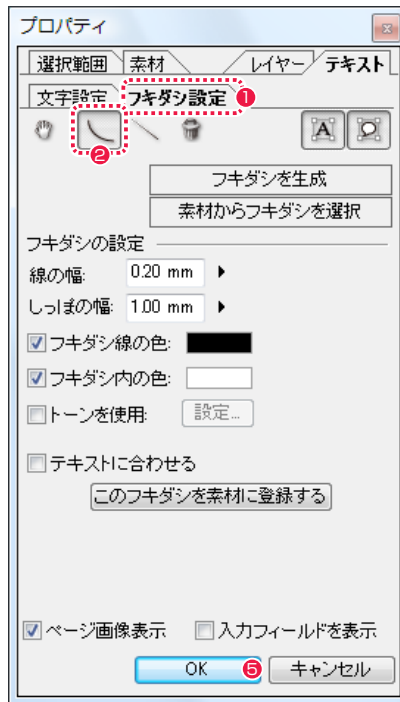 プロパティ
選択範囲 素材 レイヤー テキスト
文字設定 フキダシ設定 1
2
A
フキダシを生成
素材からフキダシを選択
フキダシの設定
線の幅: 0.20 mm
しっぽの幅: 1.00 mm
フキダシ線の色:
フキダシ内の色:
トーンを使用: 設定...
テキストに合わせる
このフキダシを素材に登録する
ページ画像表示 入力フィールドを表示
OK 5 キャンセル